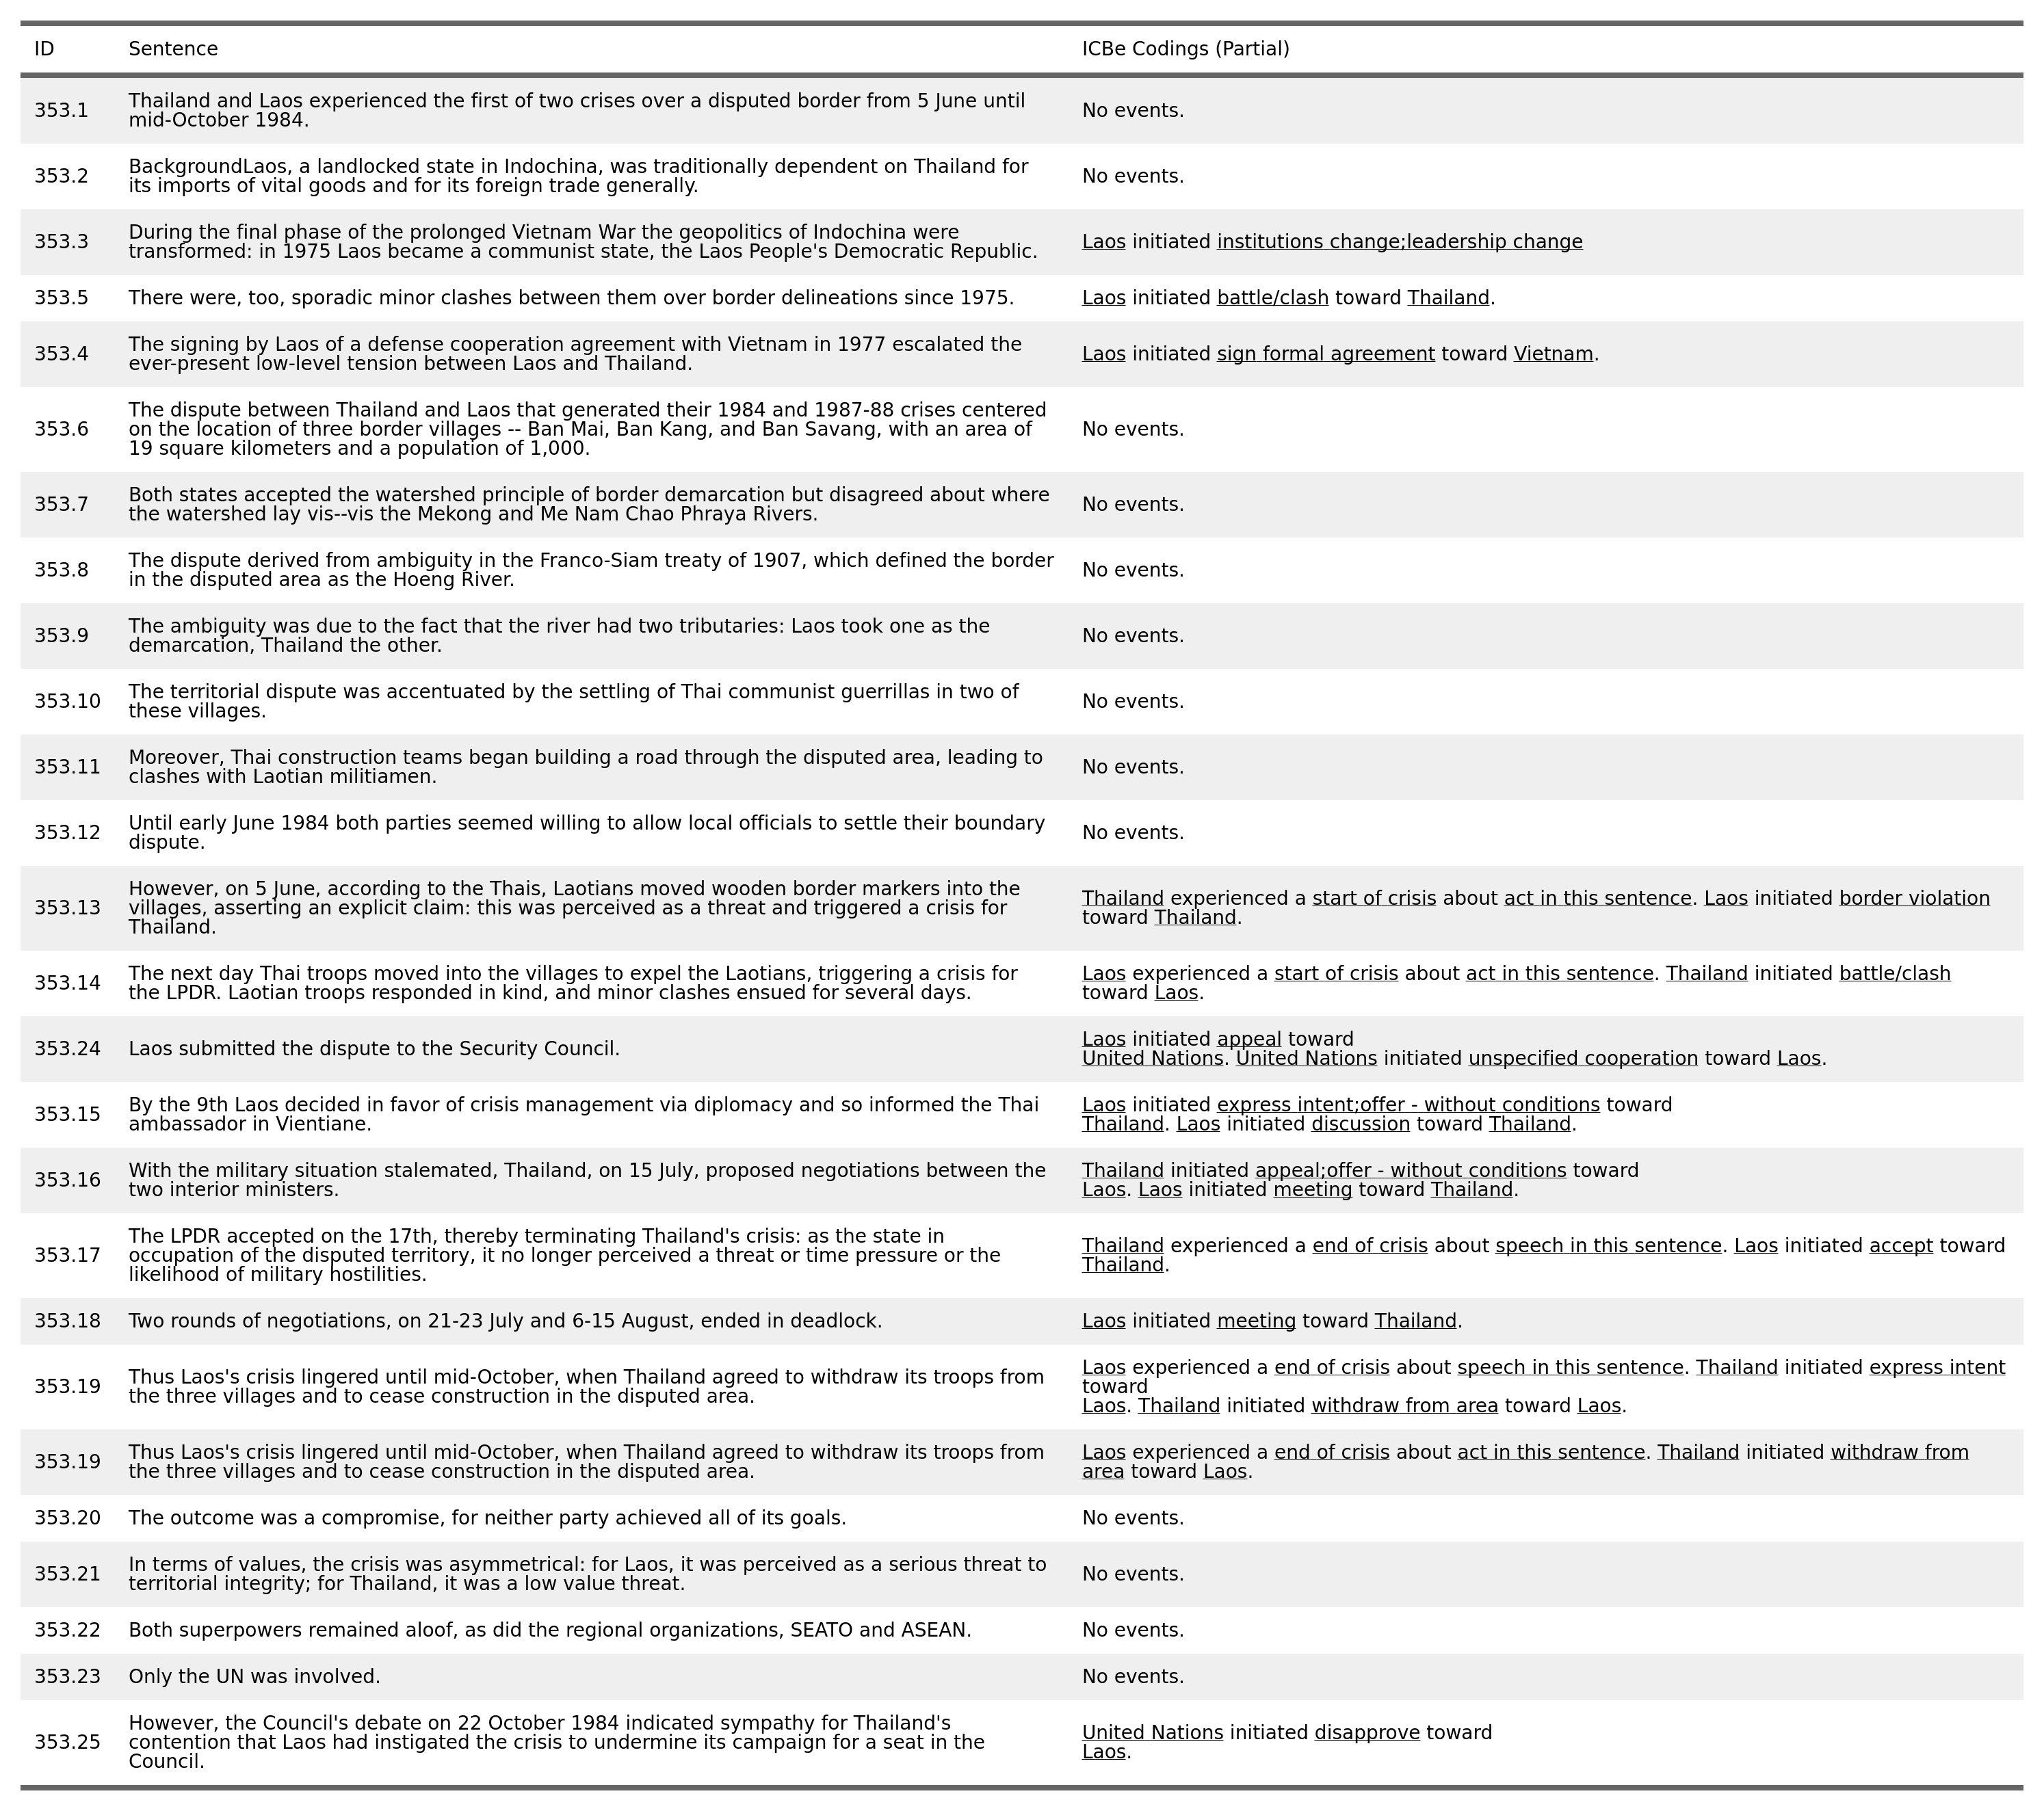 ID Sentence ICBe Codings (Partial)
353.1 Thailand and Laos experienced the first of two crises over a disputed border from 5 June until
mid-October 1984. No events.
353.2 BackgroundLaos, a landlocked state in Indochina, was traditionally dependent on Thailand for
its imports of vital goods and for its foreign trade generally. No events.
353.3 During the final phase of the prolonged Vietnam War the geopolitics of Indochina were
transformed: in 1975 Laos became a communist state, the Laos People's Democratic Republic. Laos initiated institutions change;leadership change
353.5 There were, too, sporadic minor clashes between them over border delineations since 1975. Laos initiated battle/clash toward Thailand.
353.4 The signing by Laos of a defense cooperation agreement with Vietnam in 1977 escalated the
ever-present low-level tension between Laos and Thailand. Laos initiated sign formal agreement toward Vietnam.
353.6 The dispute between Thailand and Laos that generated their 1984 and 1987-88 crises centered
on the location of three border villages -- Ban Mai, Ban Kang, and Ban Savang, with an area of
19 square kilometers and a population of 1,000. No events.
353.7 Both states accepted the watershed principle of border demarcation but disagreed about where
the watershed lay vis--vis the Mekong and Me Nam Chao Phraya Rivers. No events.
353.8 The dispute derived from ambiguity in the Franco-Siam treaty of 1907, which defined the border
in the disputed area as the Hoeng River. No events.
353.9 The ambiguity was due to the fact that the river had two tributaries: Laos took one as the
demarcation, Thailand the other. No events.
353.10 The territorial dispute was accentuated by the settling of Thai communist guerrillas in two of
these villages. No events.
353.11 Moreover, Thai construction teams began building a road through the disputed area, leading to
clashes with Laotian militiamen. No events.
353.12 Until early June 1984 both parties seemed willing to allow local officials to settle their boundary
dispute. No events.
353.13 However, on 5 June, according to the Thais, Laotians moved wooden border markers into the
villages, asserting an explicit claim: this was perceived as a threat and triggered a crisis for
Thailand.
Thailand experienced a start of crisis about act in this sentence. Laos initiated border violation
toward Thailand.
353.14 The next day Thai troops moved into the villages to expel the Laotians, triggering a crisis for
the LPDR. Laotian troops responded in kind, and minor clashes ensued for several days.
Laos experienced a start of crisis about act in this sentence. Thailand initiated battle/clash
toward Laos.
353.24 Laos submitted the dispute to the Security Council.
Laos initiated appeal toward
United Nations. United Nations initiated unspecified cooperation toward Laos.
353.15 By the 9th Laos decided in favor of crisis management via diplomacy and so informed the Thai
ambassador in Vientiane.
Laos initiated express intent;offer - without conditions toward
Thailand. Laos initiated discussion toward Thailand.
353.16 With the military situation stalemated, Thailand, on 15 July, proposed negotiations between the
two interior ministers.
Thailand initiated appeal;offer - without conditions toward
Laos. Laos initiated meeting toward Thailand.
353.17 The LPDR accepted on the 17th, thereby terminating Thailand's crisis: as the state in
occupation of the disputed territory, it no longer perceived a threat or time pressure or the
likelihood of military hostilities.
Thailand experienced a end of crisis about speech in this sentence. Laos initiated accept toward
Thailand.
353.18 Two rounds of negotiations, on 21-23 July and 6-15 August, ended in deadlock. Laos initiated meeting toward Thailand.
353.19 Thus Laos's crisis lingered until mid-October, when Thailand agreed to withdraw its troops from
the three villages and to cease construction in the disputed area.
Laos experienced a end of crisis about speech in this sentence. Thailand initiated express intent
toward
Laos. Thailand initiated withdraw from area toward Laos.
353.19 Thus Laos's crisis lingered until mid-October, when Thailand agreed to withdraw its troops from
the three villages and to cease construction in the disputed area.
Laos experienced a end of crisis about act in this sentence. Thailand initiated withdraw from
area toward Laos.
353.20 The outcome was a compromise, for neither party achieved all of its goals. No events.
353.21 In terms of values, the crisis was asymmetrical: for Laos, it was perceived as a serious threat to
territorial integrity; for Thailand, it was a low value threat. No events.
353.22 Both superpowers remained aloof, as did the regional organizations, SEATO and ASEAN. No events.
353.23 Only the UN was involved. No events.
353.25 However, the Council's debate on 22 October 1984 indicated sympathy for Thailand's
contention that Laos had instigated the crisis to undermine its campaign for a seat in the
Council.
United Nations initiated disapprove toward
Laos.